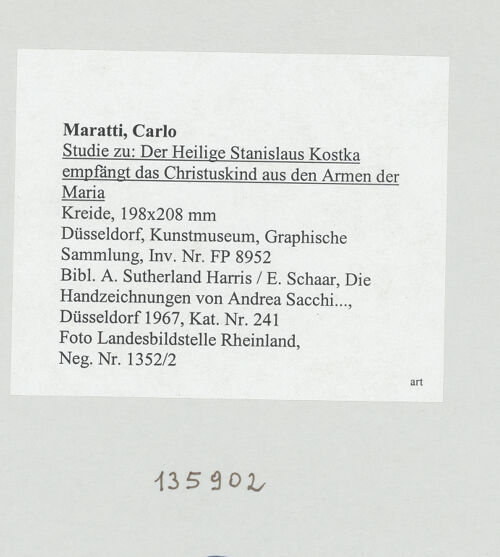 Maratti, Carlo
Studie zu: Der Heilige Stanislaus Kostka
empfängt das Christuskind aus den Armen der
Maria
Kreide, 198x208 mm
Düsseldorf, Kunstmuseum, Graphische
Sammlung, Inv. Nr. FP 8952
Bibl. A. Sutherland Harris / E. Schaar, Die
Handzeichnungen von Andrea Sacchi...,
Düsseldorf 1967, Kat. Nr. 241
Foto Landesbildstelle Rheinland,
Neg. Nr. 1352/2
art
135902